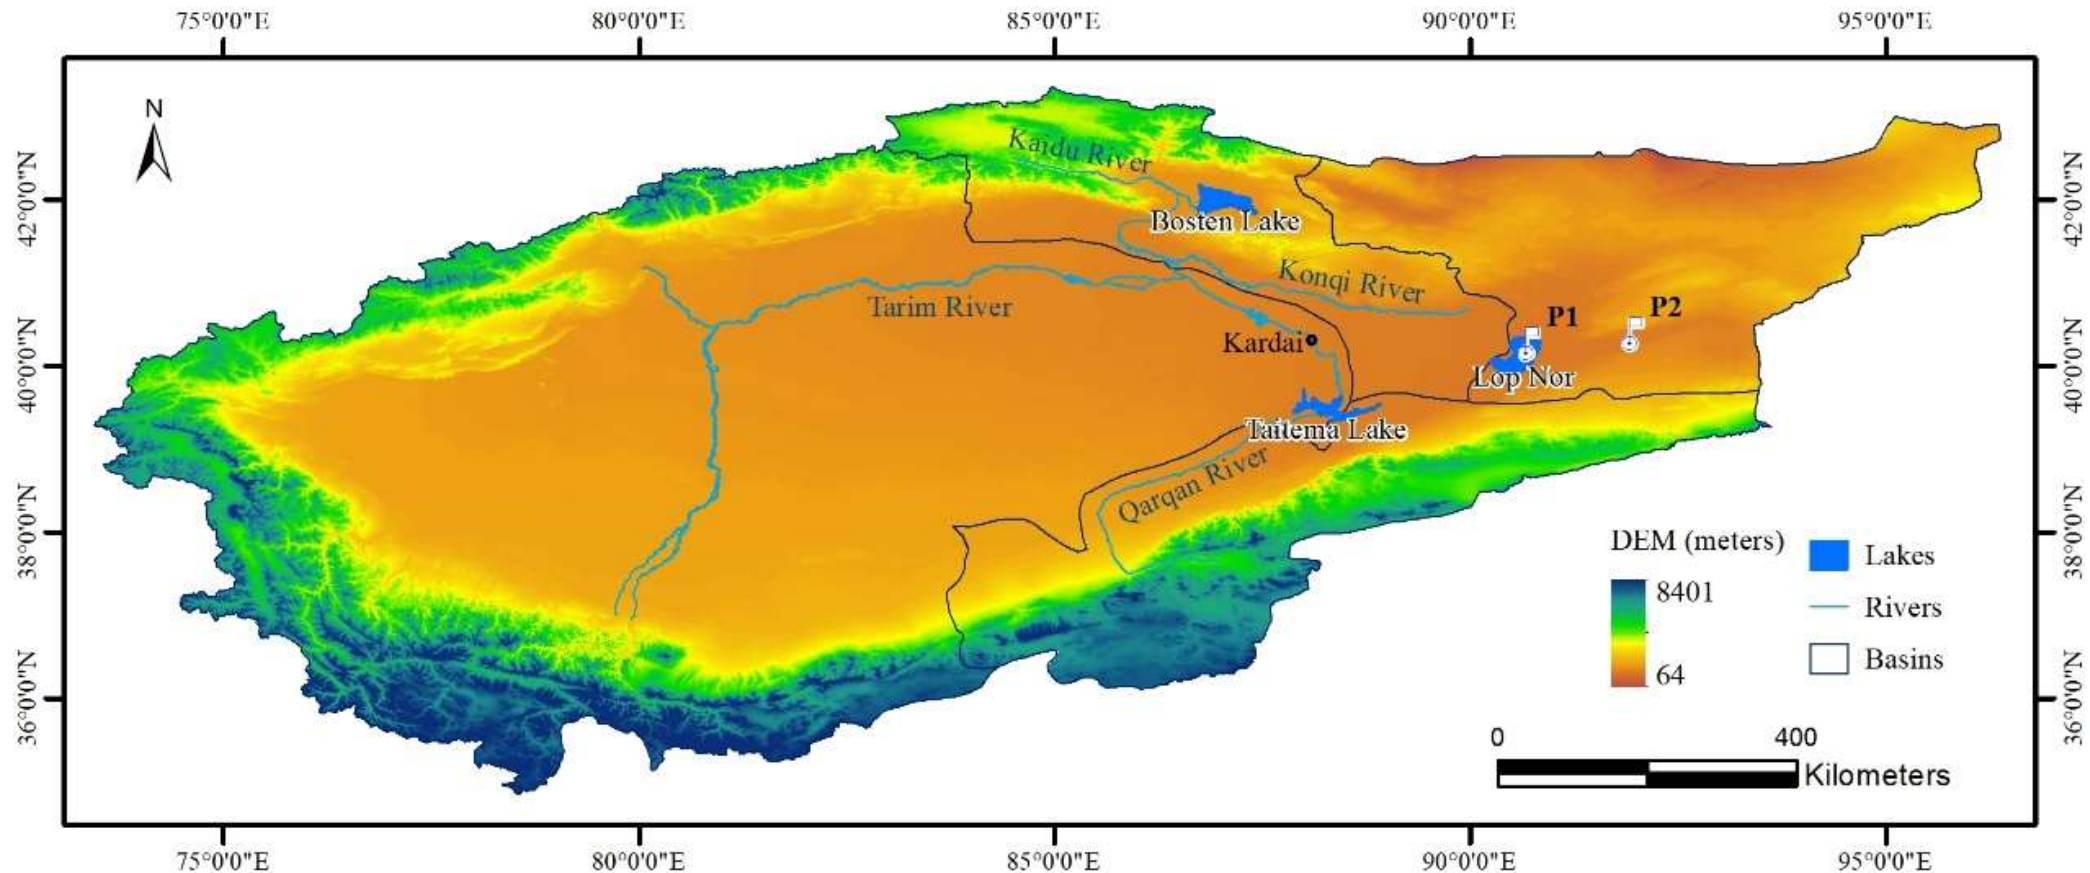 75°0'0"E
80°0'0"E
85°0'0"E
90°0'0"E
95°0'0"E
N
42°0'0"N
40°0'0"N
38°0'0"N
36°0'0"N
Kaidu River
Bosten Lake
Konqi River
Tarim River
Kardai
P1
P2
Lop Nor
Taitema Lake
Qarqan River
DEM (meters)
8401
64
Lakes
Rivers
Basins
0 400
Kilometers
42°0'0"N
40°0'0"N
38°0'0"N
36°0'0"N
75°0'0"E
80°0'0"E
85°0'0"E
90°0'0"E
95°0'0"E